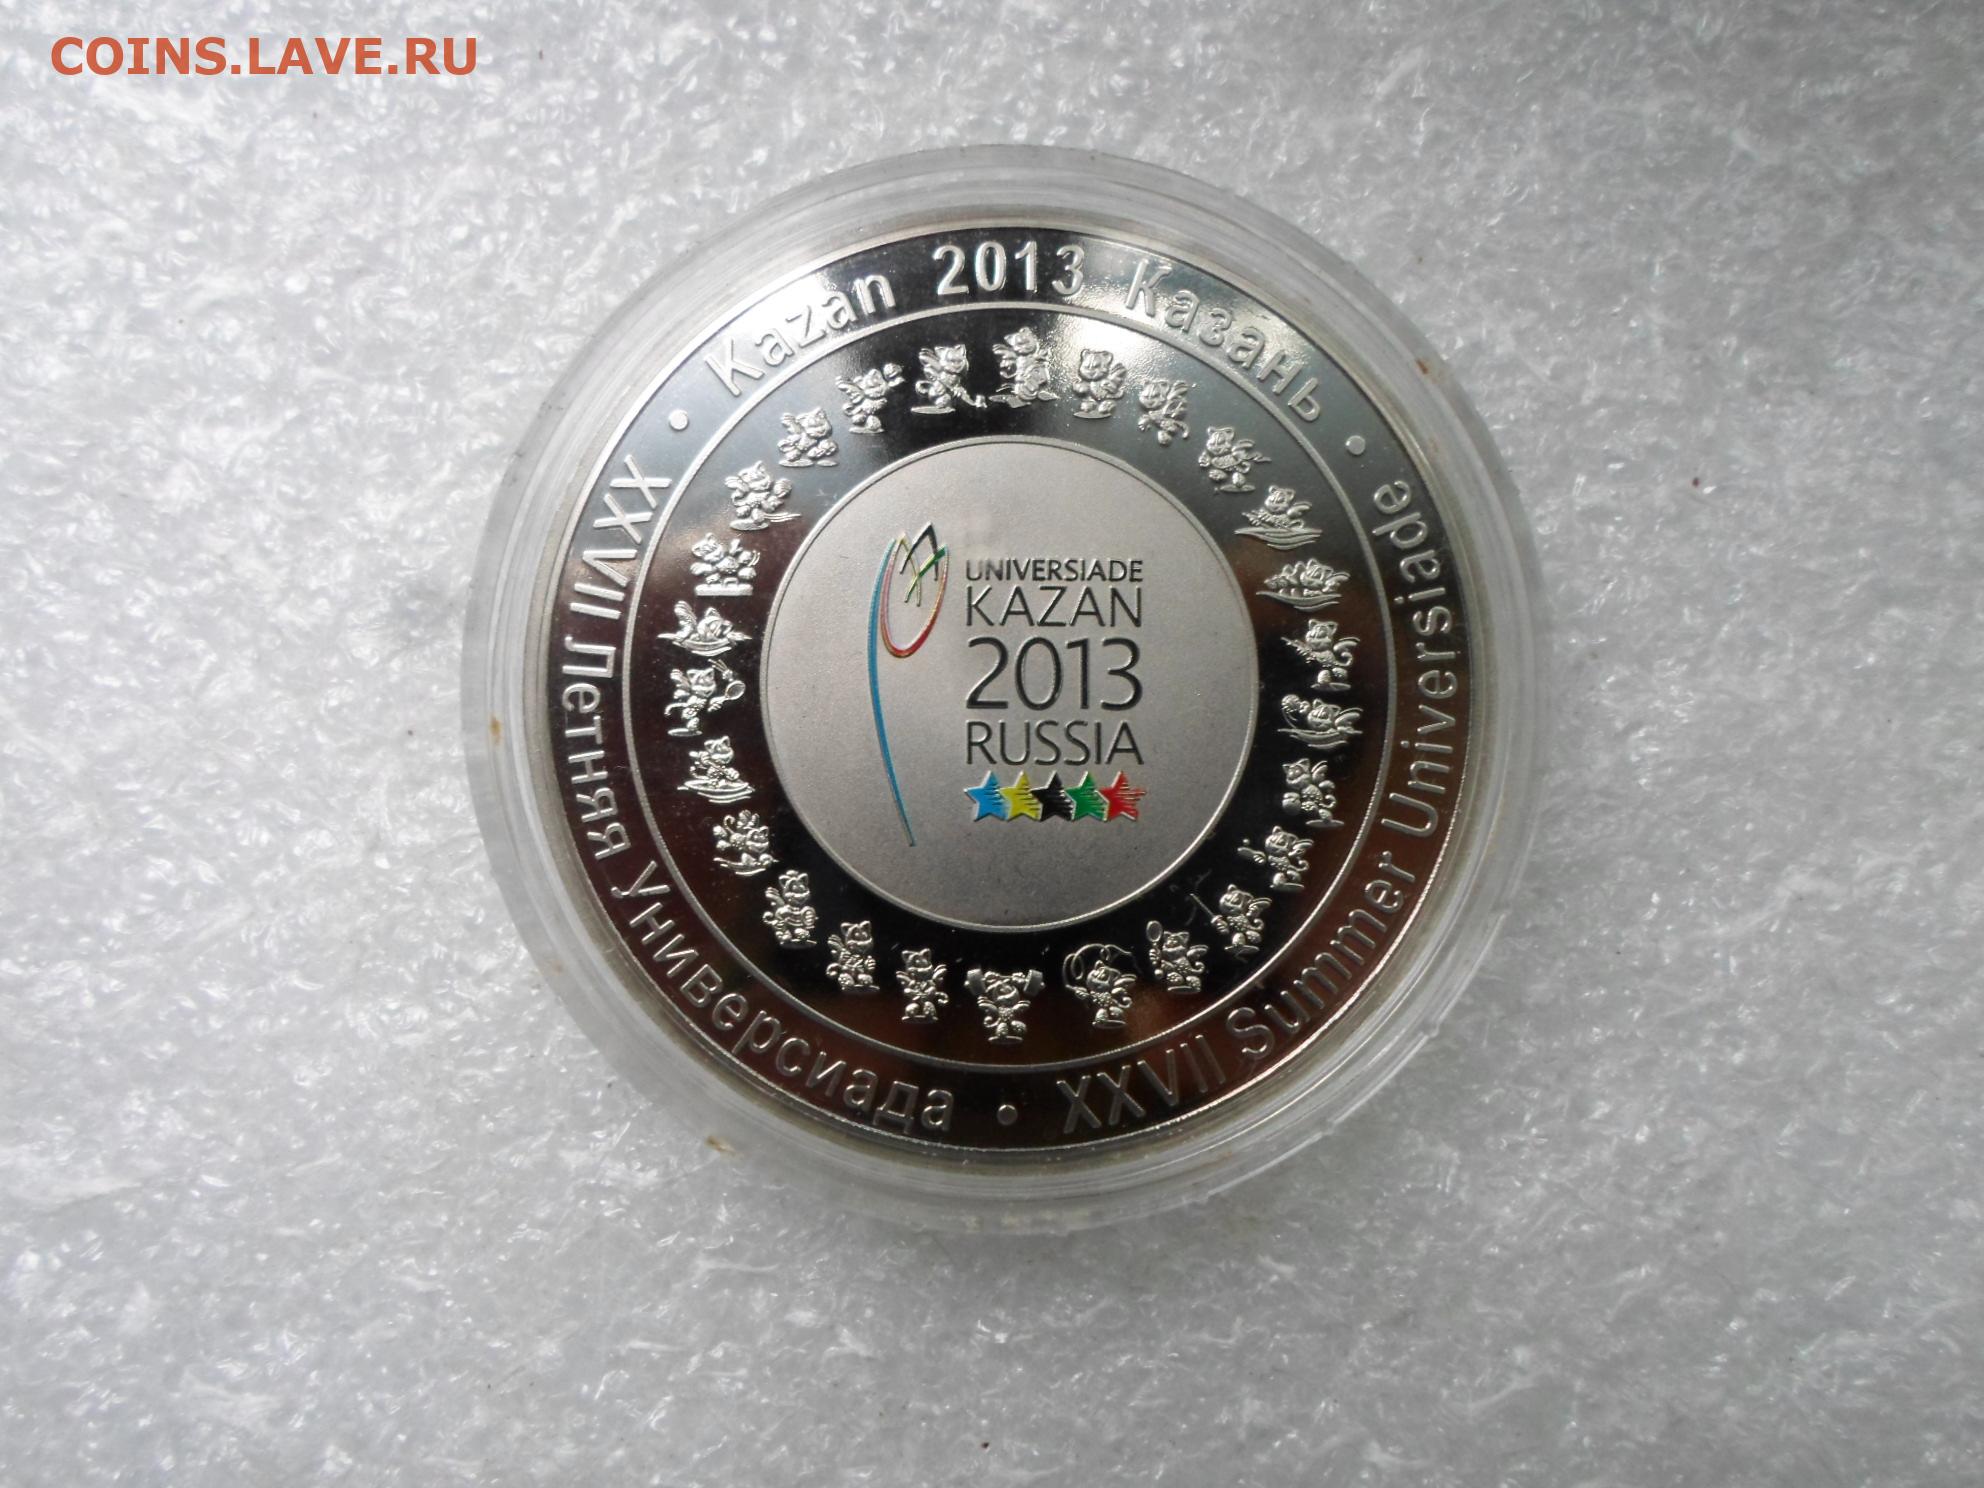 COINS.LAVE.RU
Kazan 2013 Казань
XXVII Летняя Универсиада
XXVII Summer Universiade
UNIVERSIADE
KAZAN
2013
RUSSIA